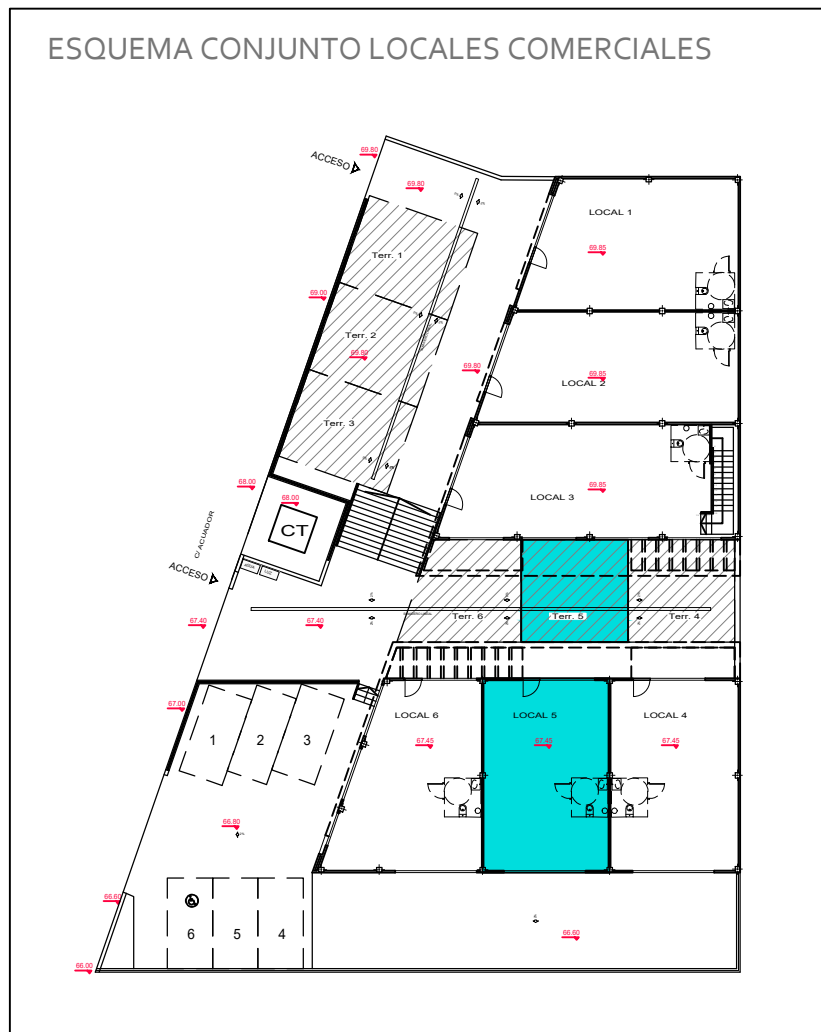 ESQUEMA CONJUNTO LOCALES COMERCIALES
69.80
ACCESO
69.80
LOCAL 1
69.85
Terr. 1
69.00
Terr. 2
69.80
69.80
LOCAL 2
69.85
Terr. 3
LOCAL 3
69.85
68.00
68.00
CT
C/ ACUADOR
ACCESO
67.40
67.40
Terr. 6
Terr. 5
Terr. 4
67.00
LOCAL 6
LOCAL 5
LOCAL 4
67.45
67.45
67.45
1
2
3
66.80
66.60
6
5
4
66.60
66.00